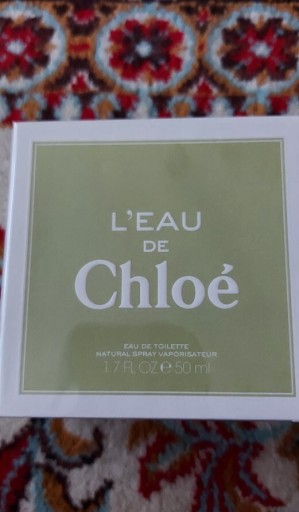 L'EAU
DE
Chloé
EAU DE TOILETTE
NATURAL SPRAY VAPORISATEUR
1.7 FL.OZ ℮ 50 ml